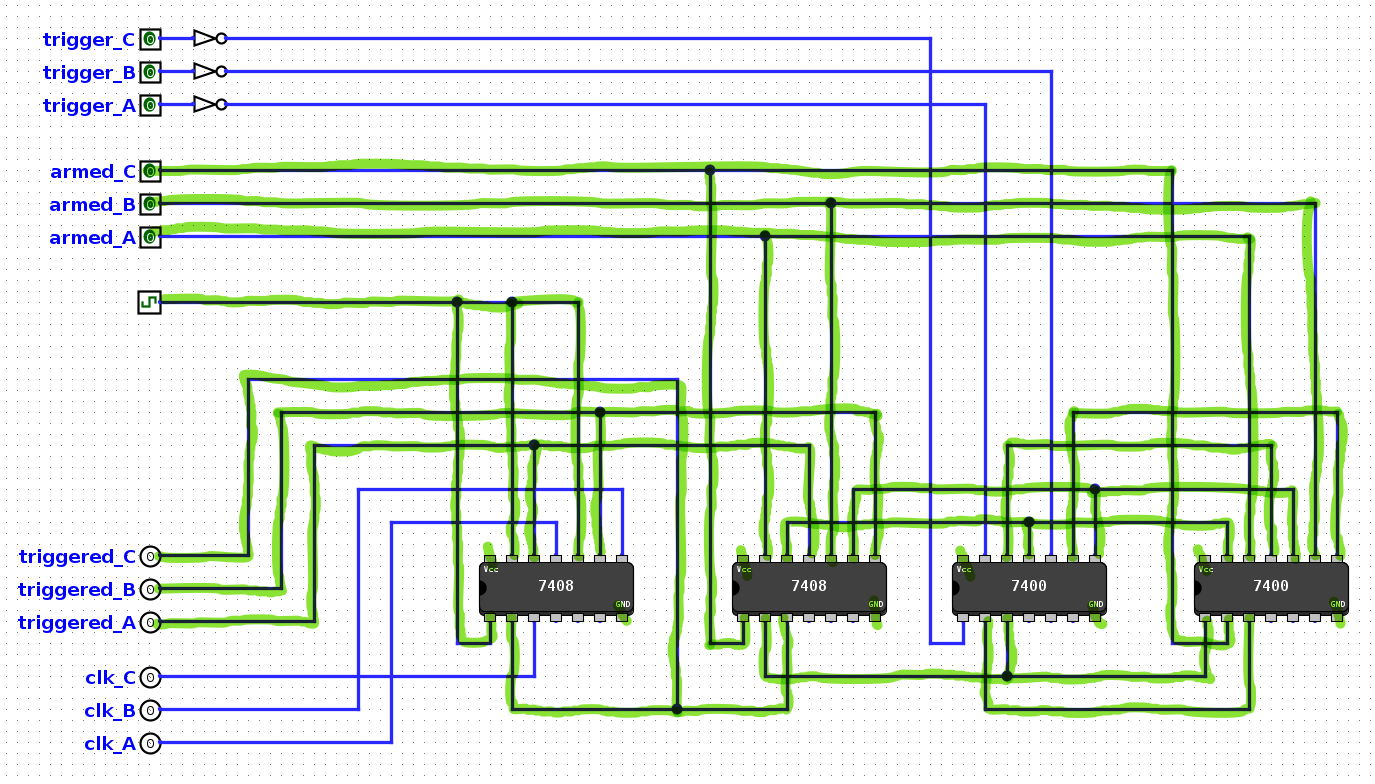 trigger_C 0
trigger_B 0
trigger_A 0
armed_C 0
armed_B 0
armed_A 0
triggered_C 0
triggered_B 0
triggered_A 0
clk_C 0
clk_B 0
clk_A 0
Vcc 7408 GND
Vcc 7408 GND
Vcc 7400 GND
Vcc 7400 GND